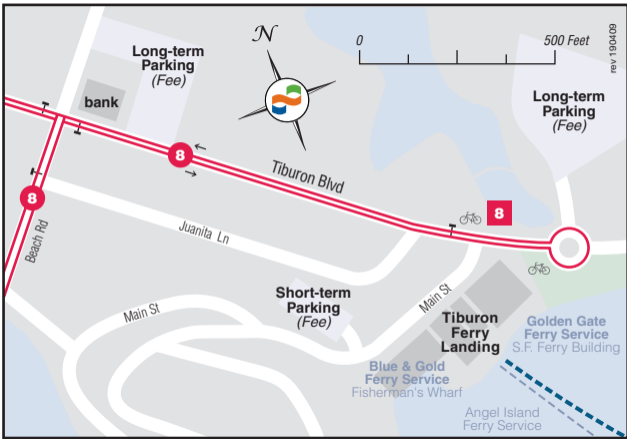 N
0
500 Feet
rev 190409
Long-term
Parking
(Fee)
bank
Long-term
Parking
(Fee)
8
Tiburon Blvd
8
8
Beach Rd
Juanita Ln
Main St
Short-term
Parking
(Fee)
Main St
Tiburon
Ferry
Landing
Golden Gate
Ferry Service
S.F. Ferry Building
Blue & Gold
Ferry Service
Fisherman's Wharf
Angel Island
Ferry Service